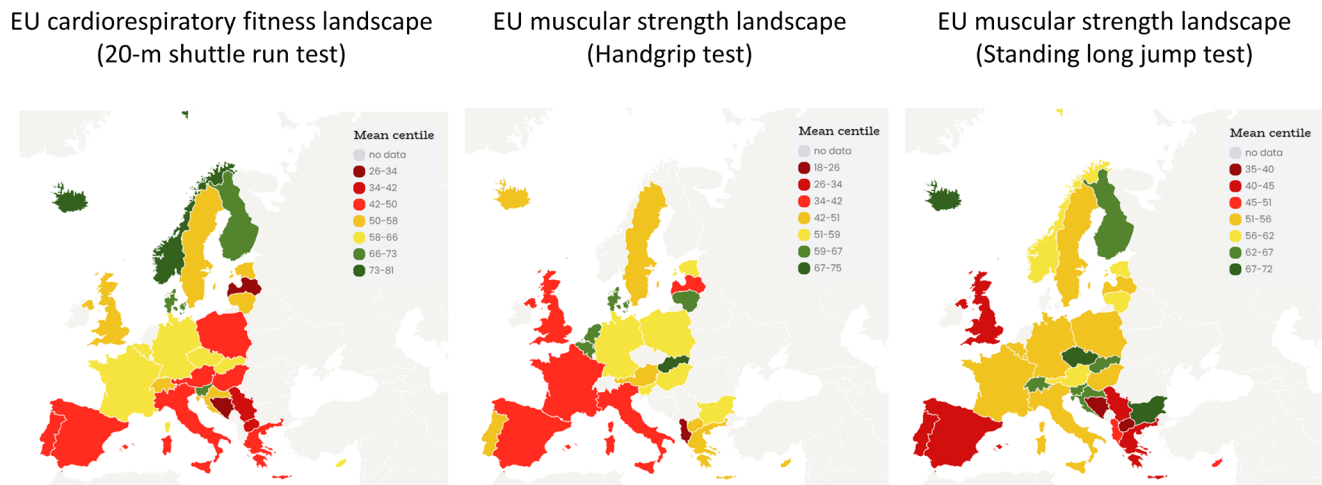 EU cardiorespiratory fitness landscape
(20-m shuttle run test)
Mean centile
no data
26-34
34-42
42-50
50-58
58-66
66-73
73-81
EU muscular strength landscape
(Handgrip test)
Mean centile
no data
18-26
26-34
34-42
42-51
51-59
59-67
67-75
EU muscular strength landscape
(Standing long jump test)
Mean centile
no data
35-40
40-45
45-51
51-56
56-62
62-67
67-72